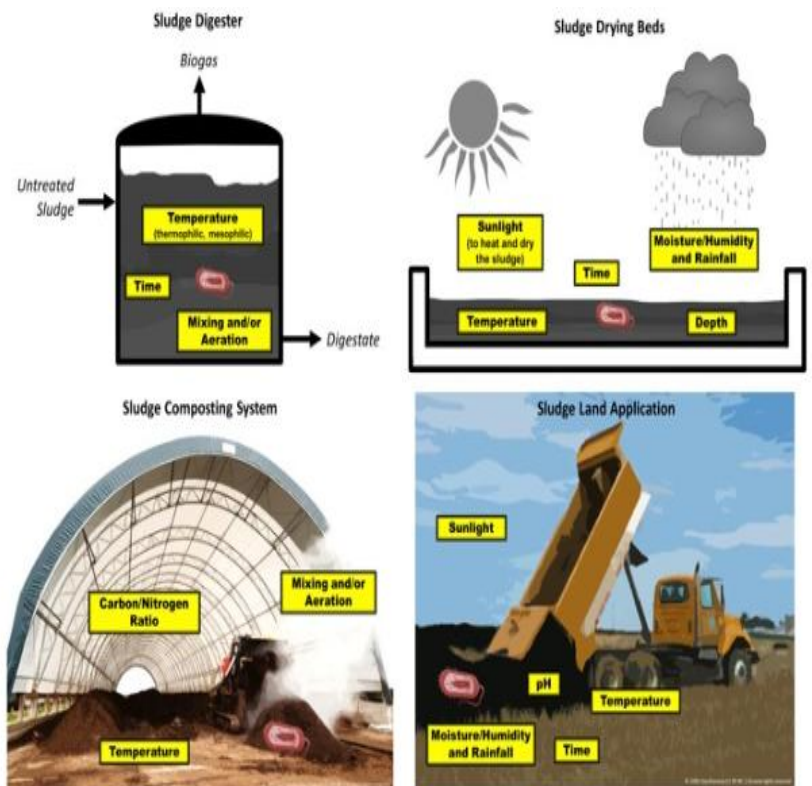 Sludge Digester
Biogas
Untreated
Sludge
Temperature
(thermophilic, mesophilic)
Time
Mixing and/or
Aeration
Digestate
Sludge Drying Beds
Sunlight
(to heat and dry
the sludge)
Time
Moisture/Humidity
and Rainfall
Temperature
Depth
Sludge Composting System
Carbon/Nitrogen
Ratio
Mixing and/or
Aeration
Temperature
Sludge Land Application
Sunlight
pH
Temperature
Moisture/Humidity
and Rainfall
Time